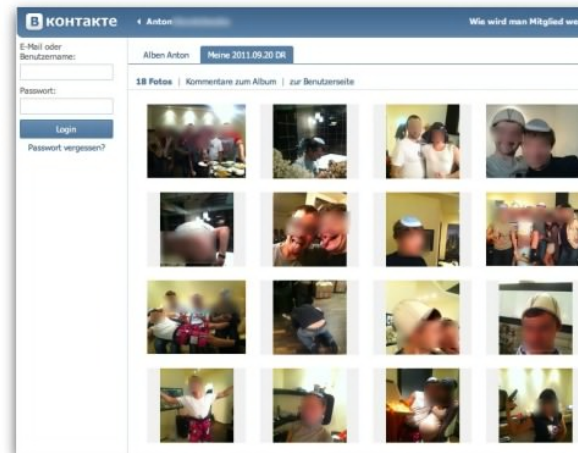 В контакте
Anton
Wie wird man Mitglied
E-Mail oder
Benutzername:
Passwort:
Login
Passwort vergessen?
Alben Anton
Meine 2011.09.20 DR
18 Fotos | Kommentare zum Album | zur Benutzerseite